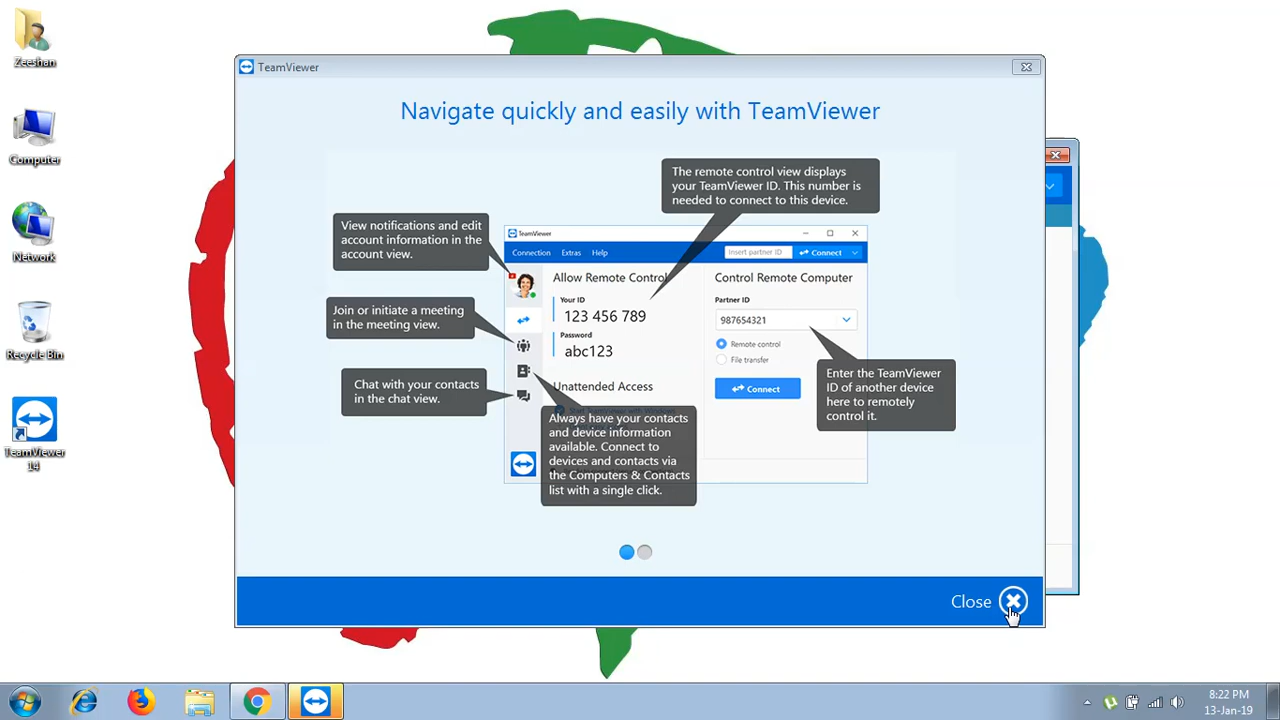 Zeeshan
Computer
Network
Recycle Bin
TeamViewer
14
TeamViewer
Navigate quickly and easily with TeamViewer
The remote control view displays
your TeamViewer ID. This number is
needed to connect to this device.
View notifications and edit
account information in the
account view.
Join or initiate a meeting
in the meeting view.
Chat with your contacts
in the chat view.
TeamViewer
Connection Extras Help
Insert partner ID
Connect
Allow Remote Control
Your ID
123 456 789
Password
abc123
Unattended Access
Start TeamViewer with Windows
Always have your contacts
and device information
available. Connect to
devices and contacts via
the Computers & Contacts
list with a single click.
Control Remote Computer
Partner ID
987654321
Remote control
File transfer
Connect
Enter the TeamViewer
ID of another device
here to remotely
control it.
Close
8:22 PM
13-Jan-19